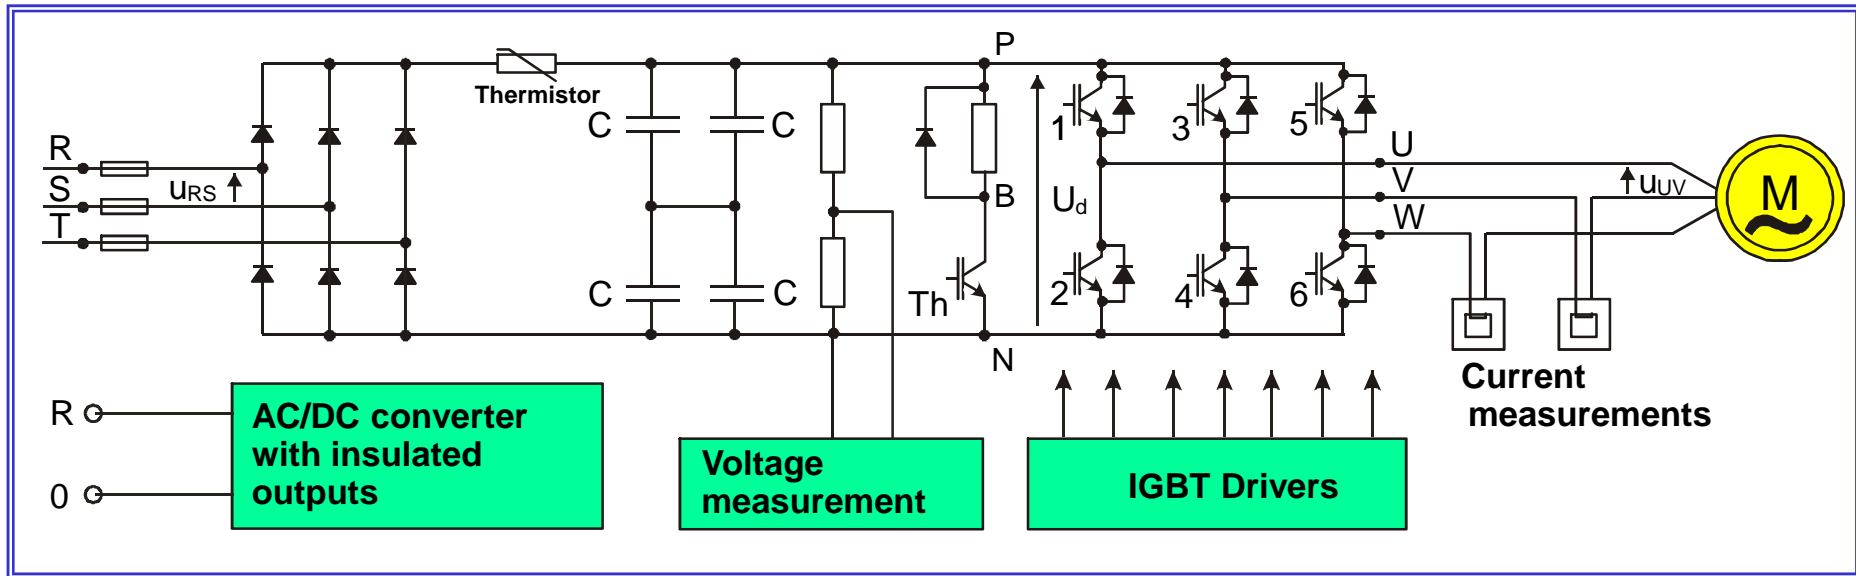 P
Thermistor
C
C
1
3
5
R
S
T
uRS
B
Ud
U
V
W
uUV
M
C
C
Th
2
4
6
N
R
0
AC/DC converter
with insulated
outputs
Voltage
measurement
IGBT Drivers
Current
measurements